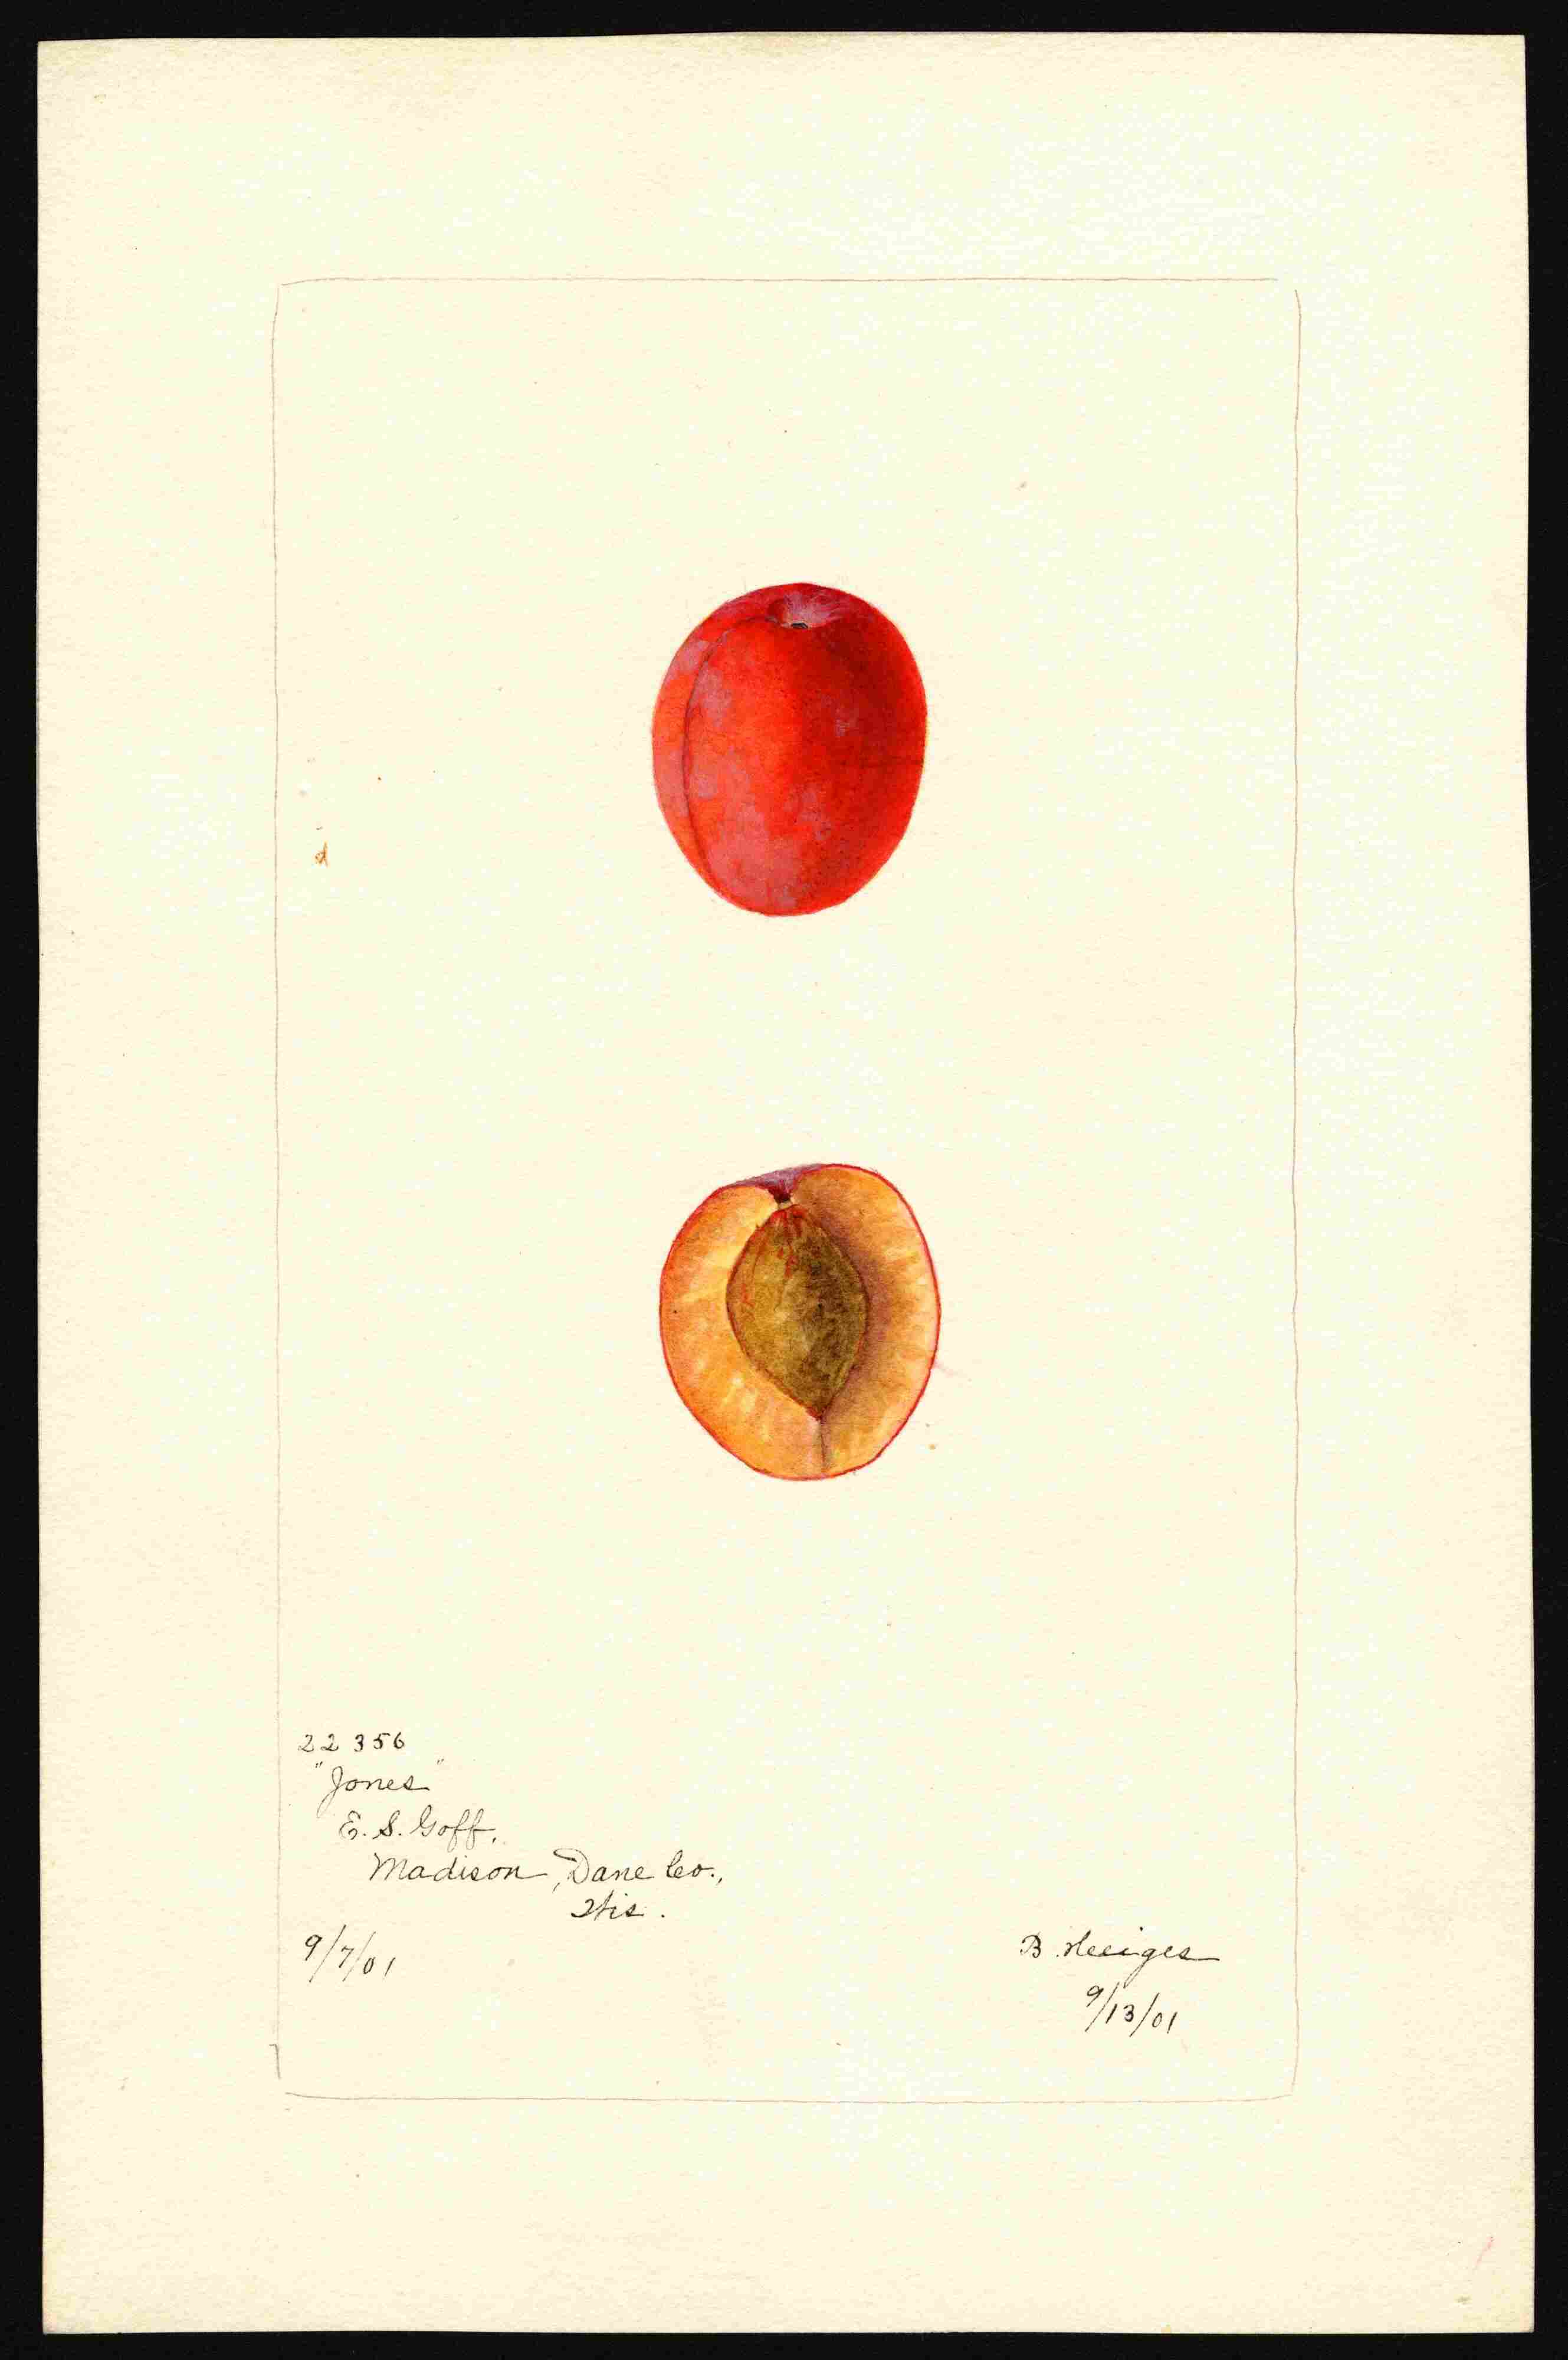 22356
"Jones"
E. S. Goff,
Madison, Dane Co.,
Wis.
9/7/01
B. Heiges
9/13/01